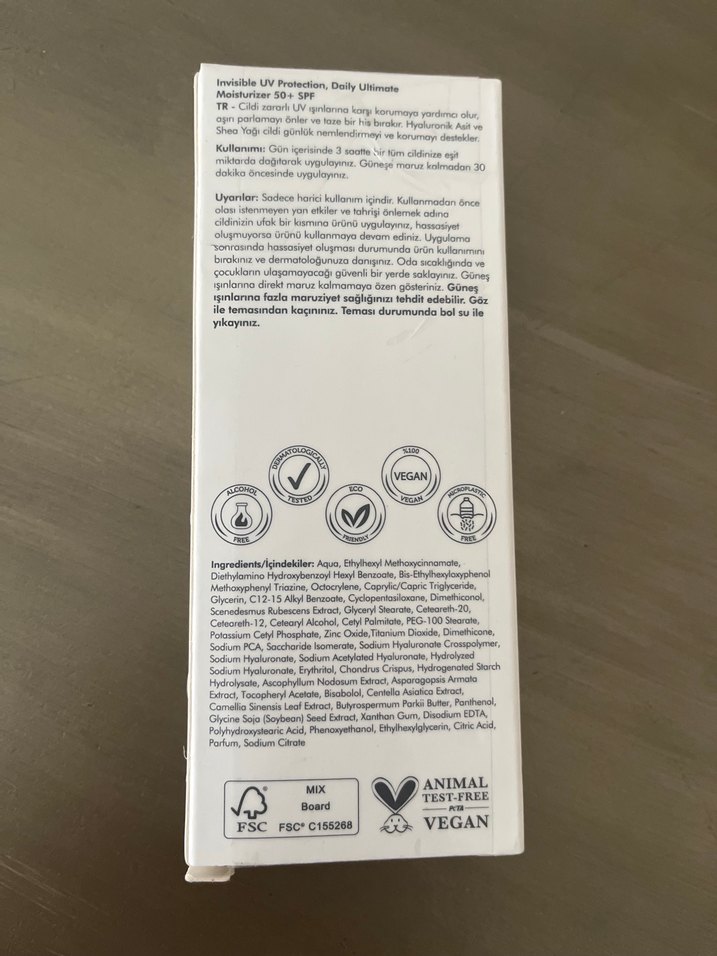 Invisible UV Protection, Daily Ultimate
Moisturizer 50+ SPF
TR - Cildi zararlı UV ışınlarına karşı korumaya yardımcı olur,
aşırı parlamayı önler ve taze bir his bırakır. Hyaluronik Asit ve
Shea Yağı cildi günlük nemlendirmeyi ve korumayı destekler.
Kullanımı: Gün içerisinde 3 saatte bir tüm cildinize eşit
miktarda dağıtarak uygulayınız. Güneşe maruz kalmadan 30
dakika öncesinde uygulayınız.
Uyarılar: Sadece harici kullanım içindir. Kullanmadan önce
olası istenmeyen yan etkiler ve tahrişi önlemek adına
cildinizin ufak bir kısmına ürünü uygulayınız, hassasiyet
oluşmuyorsa ürünü kullanmaya devam ediniz. Uygulama
sonrasında hassasiyet oluşması durumunda ürün kullanımını
bırakınız ve dermatoloğunuza danışınız. Oda sıcaklığında ve
çocukların ulaşamayacağı güvenli bir yerde saklayınız. Güneş
ışınlarına direkt maruz kalmamaya özen gösteriniz. Güneş
ışınlarına fazla maruziyet sağlığınızı tehdit edebilir. Göz
ile temasından kaçınınız. Teması durumunda bol su ile
yıkayınız.
ALCOHOL
FREE
DERMATOLOGICALLY
TESTED
ECO
FRIENDLY
%100
VEGAN
VEGAN
MICROPLASTIC
FREE
Ingredients/İçindekiler: Aqua, Ethylhexyl Methoxycinnamate,
Diethylamino Hydroxybenzoyl Hexyl Benzoate, Bis-Ethylhexyloxyphenol
Methoxyphenyl Triazine, Octocrylene, Caprylic/Capric Triglyceride,
Glycerin, C12-15 Alkyl Benzoate, Cyclopentasiloxane, Dimethiconol,
Scenedesmus Rubescens Extract, Glyceryl Stearate, Ceteareth-20,
Ceteareth-12, Cetearyl Alcohol, Cetyl Palmitate, PEG-100 Stearate,
Potassium Cetyl Phosphate, Zinc Oxide,Titanium Dioxide, Dimethicone,
Sodium PCA, Saccharide Isomerate, Sodium Hyaluronate Crosspolymer,
Sodium Hyaluronate, Sodium Acetylated Hyaluronate, Hydrolyzed
Sodium Hyaluronate, Erythritol, Chondrus Crispus, Hydrogenated Starch
Hydrolysate, Ascophyllum Nodosum Extract, Asparagopsis Armata
Extract, Tocopheryl Acetate, Bisabolol, Centella Asiatica Extract,
Camellia Sinensis Leaf Extract, Butyrospermum Parkii Butter, Panthenol,
Glycine Soja (Soybean) Seed Extract, Xanthan Gum, Disodium EDTA,
Polyhydroxystearic Acid, Phenoxyethanol, Ethylhexylglycerin, Citric Acid,
Parfum, Sodium Citrate
FSC
MIX
Board
FSC® C155268
ANIMAL
TEST-FREE
PETA
VEGAN